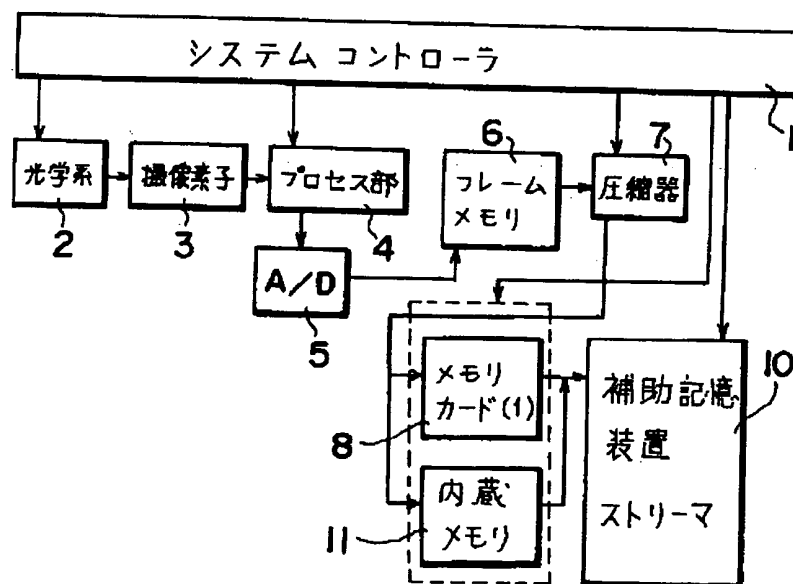 システムコントローラ
1
光学系
2
撮像素子
3
プロセス部
4
A/D
5
6
フレーム
メモリ
7
圧縮器
メモリ
カード(1)
8
内蔵
メモリ
11
10
補助記憶
装置
ストリーマ